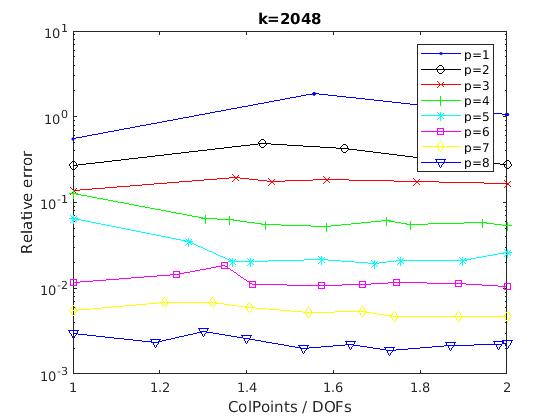 k=2048
10^1
10^0
10^-1
10^-2
10^-3
Relative error
p=1
p=2
p=3
p=4
p=5
p=6
p=7
p=8
1 1.2 1.4 1.6 1.8 2
ColPoints / DOFs